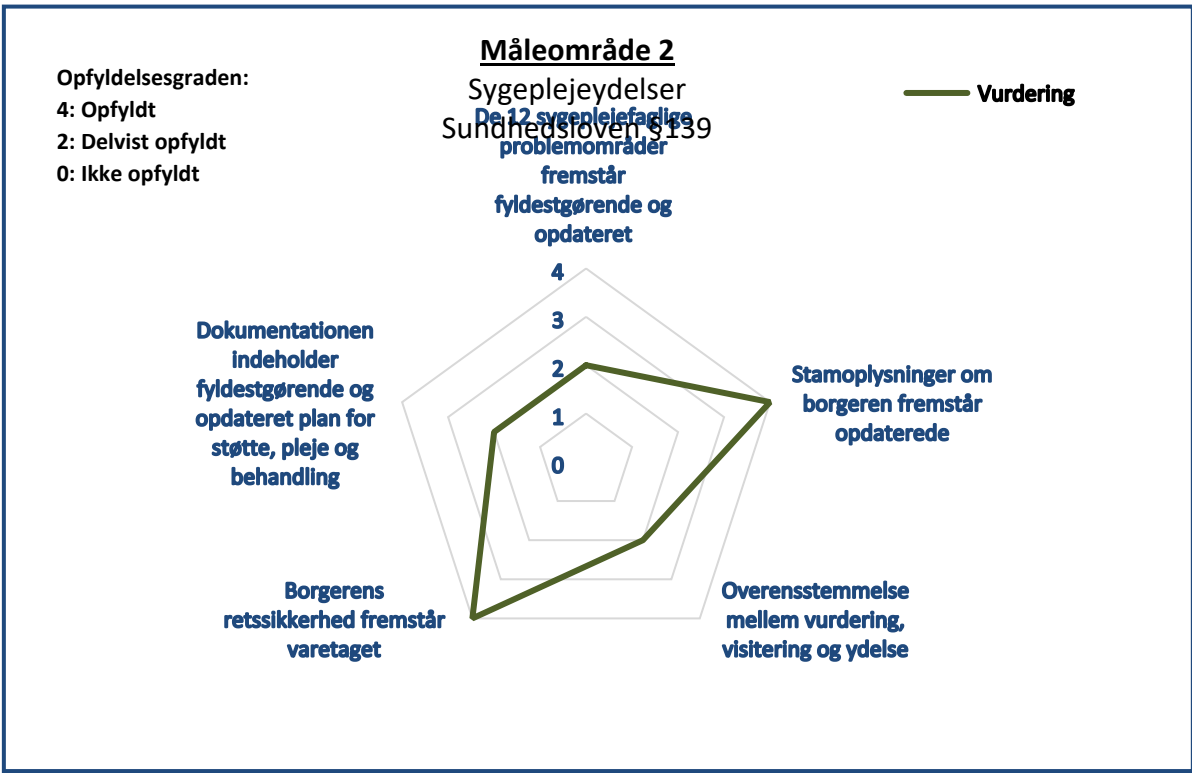 Måleområde 2
Sygeplejeydelser
Sundhedsloven §139
Opfyldelsesgraden:
4: Opfyldt
2: Delvist opfyldt
0: Ikke opfyldt
Vurdering
De 12 sygeplejefaglige
problemområder
fremstår
fyldestgørende og
opdateret
4
3
2
1
0
Stamoplysninger om
borgeren fremstår
opdaterede
Overensstemmelse
mellem vurdering,
visitering og ydelse
Borgerens
retssikkerhed fremstår
varetaget
Dokumentationen
indeholder
fyldestgørende og
opdateret plan for
støtte, pleje og
behandling